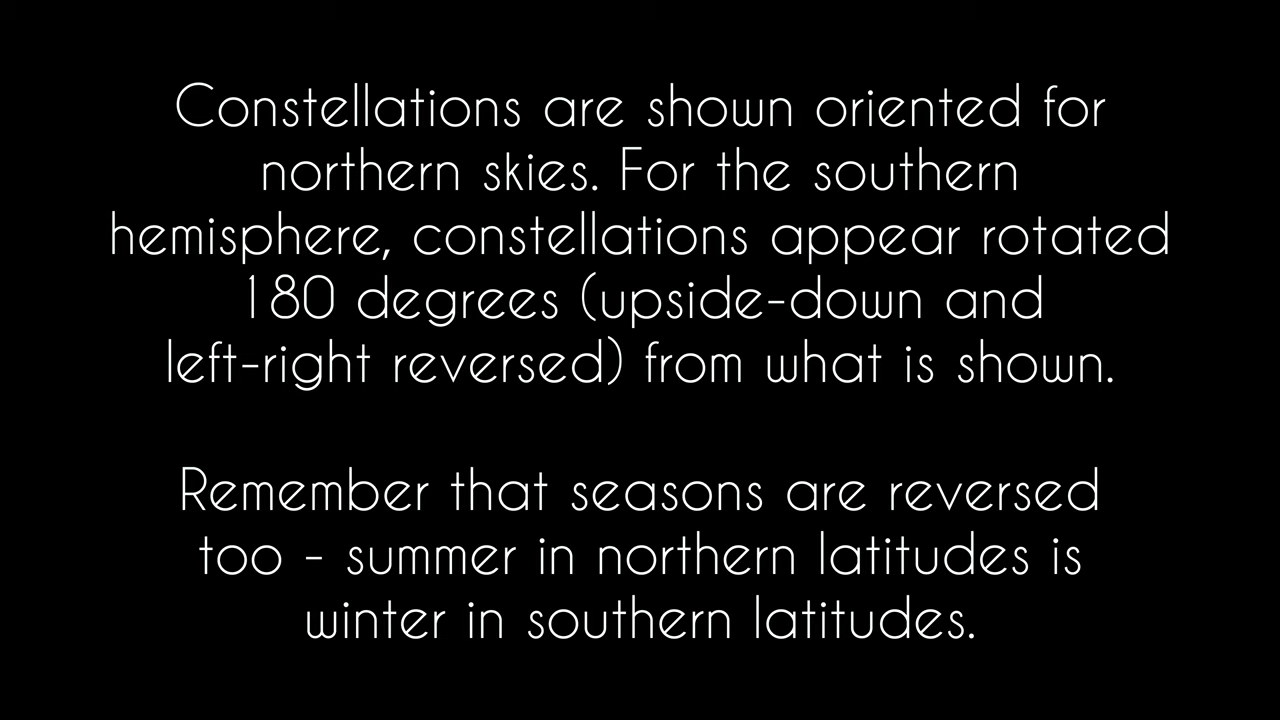 Constellations are shown oriented for
northern skies. For the southern
hemisphere, constellations appear rotated
180 degrees (upside-down and
left-right reversed) from what is shown.
Remember that seasons are reversed
too - summer in northern latitudes is
winter in southern latitudes.